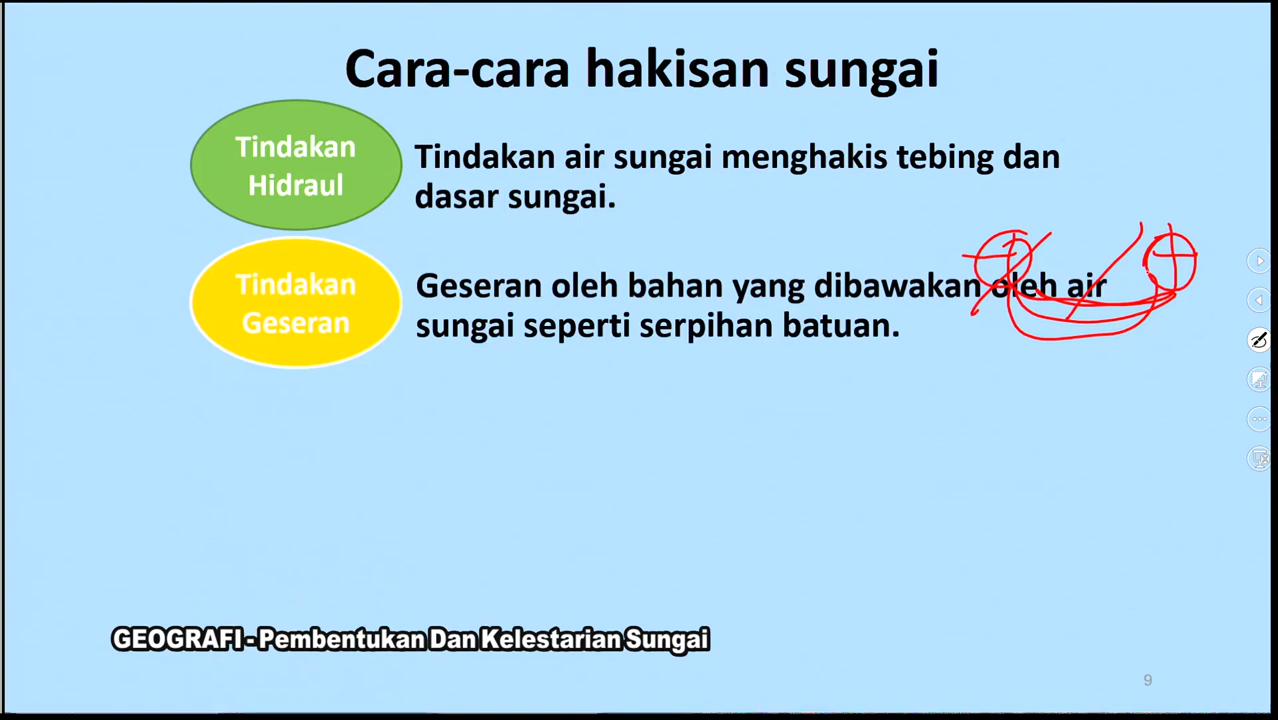 Cara-cara hakisan sungai
Tindakan
Hidraul
Tindakan air sungai menghakis tebing dan
dasar sungai.
Tindakan
Geseran
Geseran oleh bahan yang dibawakan oleh air
sungai seperti serpihan batuan.
GEOGRAFI - Pembentukan Dan Kelestarian Sungai
9